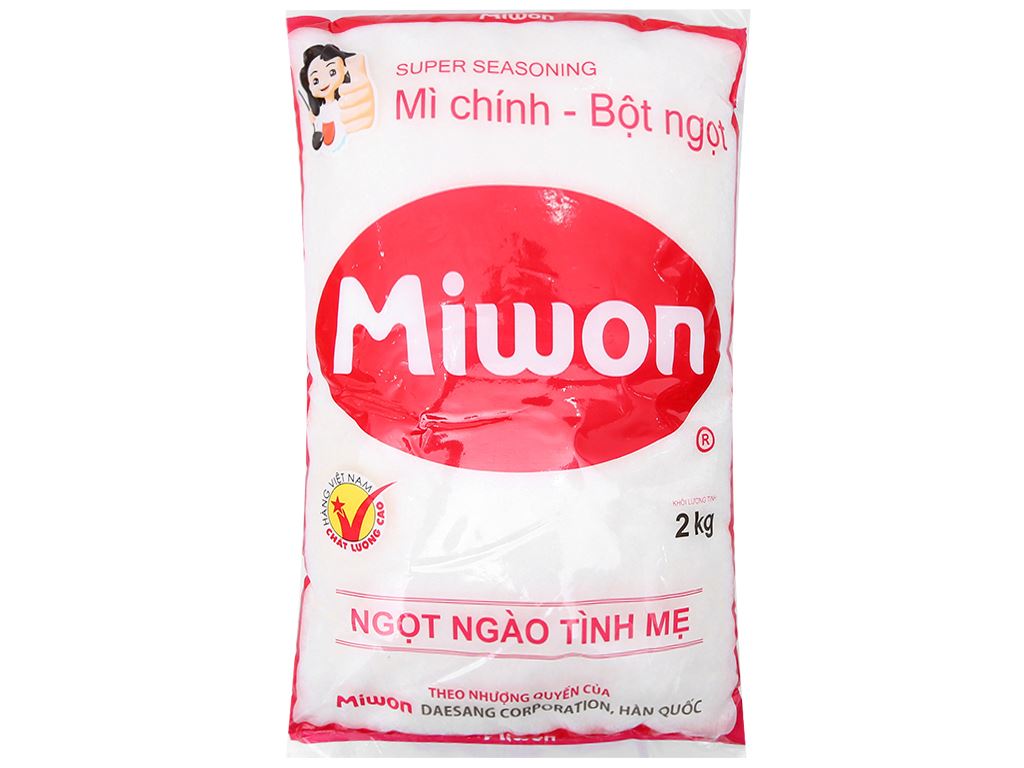 Miwon
SUPER SEASONING
Mì chính - Bột ngọt
Miwon
®
HÀNG VIỆT NAM
CHẤT LƯỢNG CAO
KHỐI LƯỢNG TỊNH
2 kg
NGỌT NGÀO TÌNH MẸ
THEO NHƯỢNG QUYỀN CỦA
Miwon DAESANG CORPORATION, HÀN QUỐC
Miwon